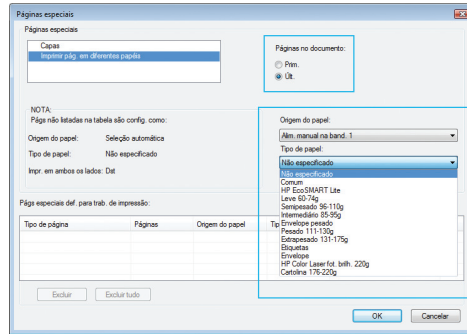 Páginas especiais
Páginas especiais
Capas
Imprimir pág. em diferentes papéis
Páginas no documento:
Prim.
Últ.
NOTA:
Págs não listadas na tabela são config. como:
Origem do papel: Seleção automática
Tipo de papel: Não especificado
Impr. em ambos os lados: Dst
Origem do papel:
Alim. manual na band. 1
Tipo de papel:
Não especificado
Não especificado
Comum
HP EcoSMART Lite
Leve 60-74g
Semipesado 96-110g
Intermediário 85-95g
Envelope pesado
Pesado 111-130g
Extrapesado 131-175g
Etiquetas
Envelope
HP Color Laser fot. brilh. 220g
Cartolina 176-220g
Págs especiais def. para trab. de impressão:
Tipo de página Páginas Origem do papel Tip
Excluir Excluir tudo
OK Cancelar